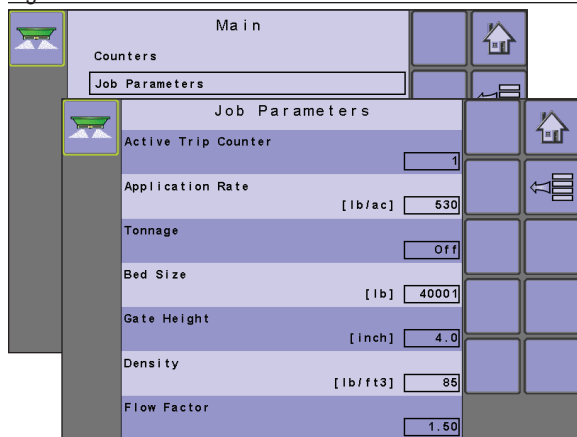 Main
Counters
Job Parameters
Job Parameters
Active Trip Counter
1
Application Rate
[lb/ac] 530
Tonnage
Off
Bed Size
[lb] 40001
Gate Height
[inch] 4.0
Density
[lb/ft3] 85
Flow Factor
1.50